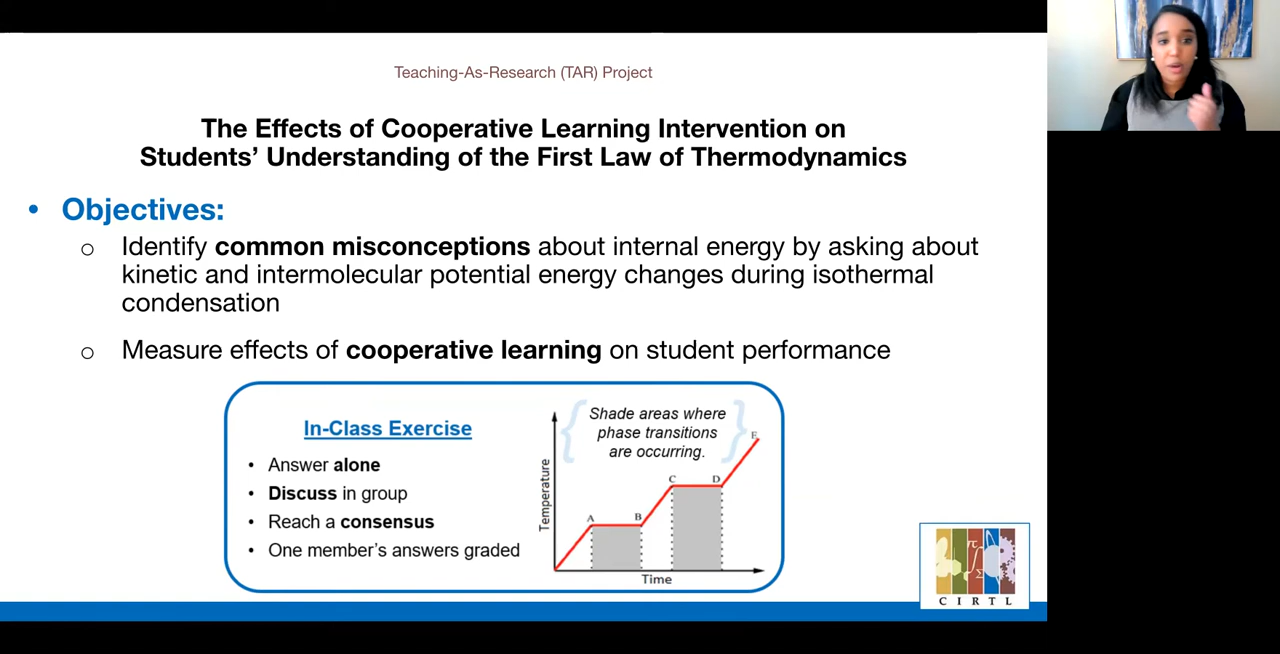 Teaching-As-Research (TAR) Project
The Effects of Cooperative Learning Intervention on
Students’ Understanding of the First Law of Thermodynamics
• Objectives:
o Identify common misconceptions about internal energy by asking about
kinetic and intermolecular potential energy changes during isothermal
condensation
o Measure effects of cooperative learning on student performance
In-Class Exercise
• Answer alone
• Discuss in group
• Reach a consensus
• One member’s answers graded
Shade areas where
phase transitions
are occurring.
E
C D
A B
Temperature
Time
π
∫
Σ
CIRTL